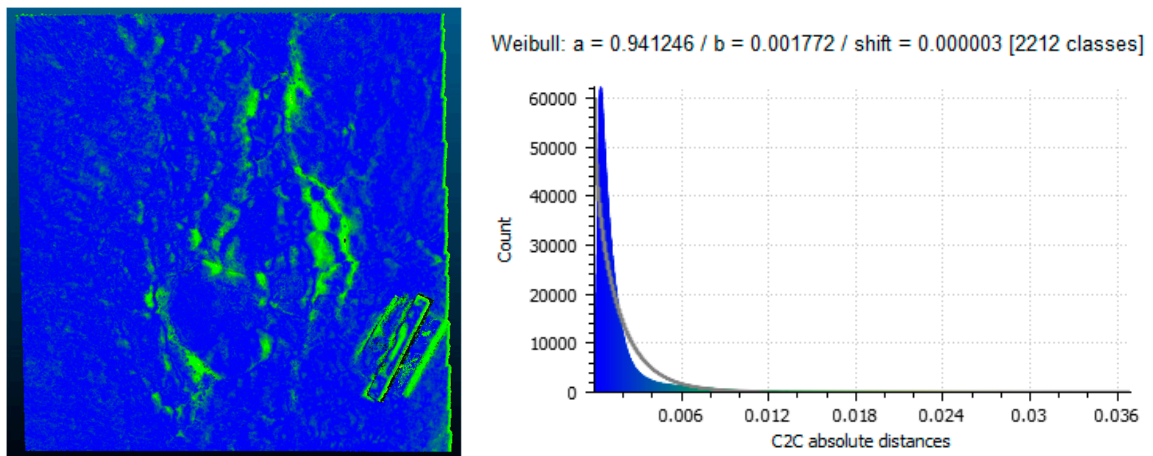 Weibull: a = 0.941246 / b = 0.001772 / shift = 0.000003 [2212 classes]
60000
50000
40000
30000
20000
10000
0
Count
0.006 0.012 0.018 0.024 0.03 0.036
C2C absolute distances